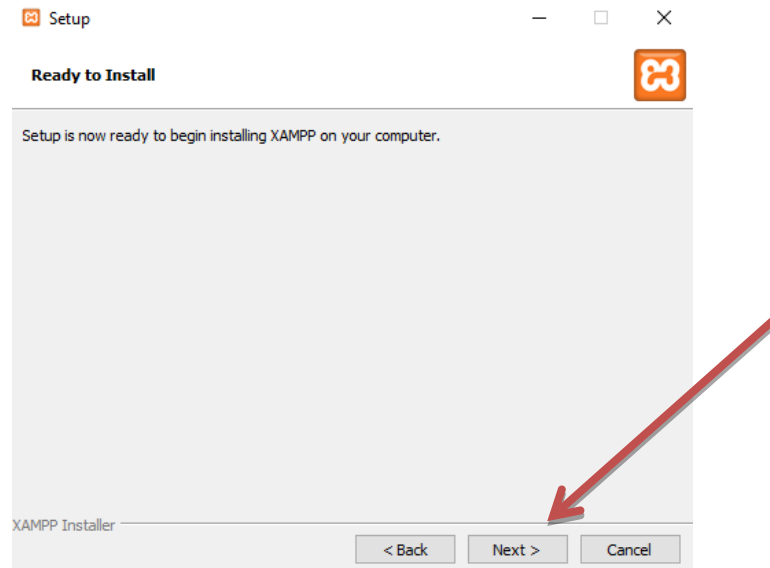 Setup
Ready to Install
Setup is now ready to begin installing XAMPP on your computer.
XAMPP Installer
< Back
Next >
Cancel